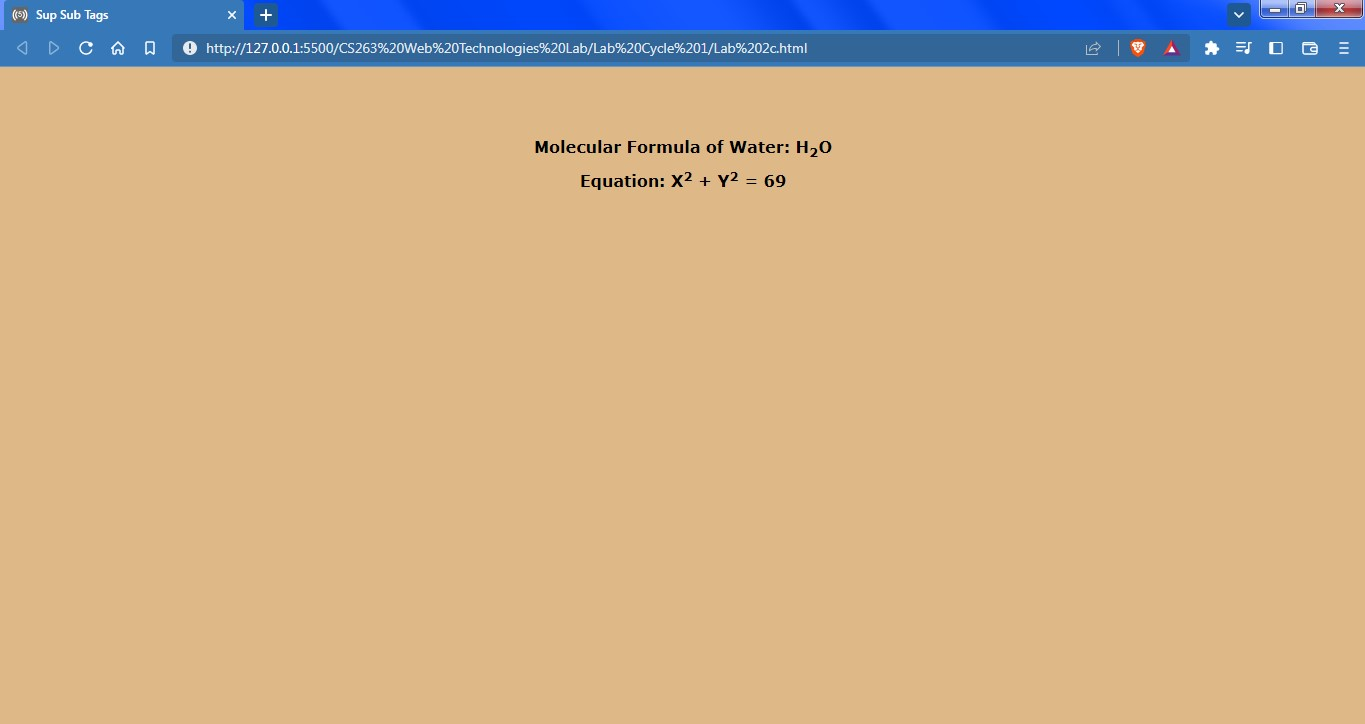 Sup Sub Tags
http://127.0.0.1:5500/CS263%20Web%20Technologies%20Lab/Lab%20Cycle%201/Lab%202c.html
Molecular Formula of Water: H₂O
Equation: X² + Y² = 69